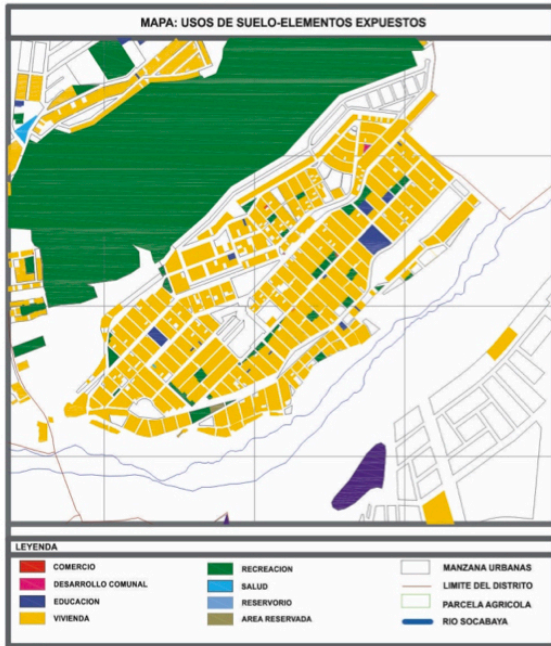 MAPA: USOS DE SUELO-ELEMENTOS EXPUESTOS
LEYENDA
COMERCIO
DESARROLLO COMUNAL
EDUCACION
VIVIENDA
RECREACION
SALUD
RESERVORIO
AREA RESERVADA
MANZANA URBANAS
LIMITE DEL DISTRITO
PARCELA AGRICOLA
RIO SOCABAYA